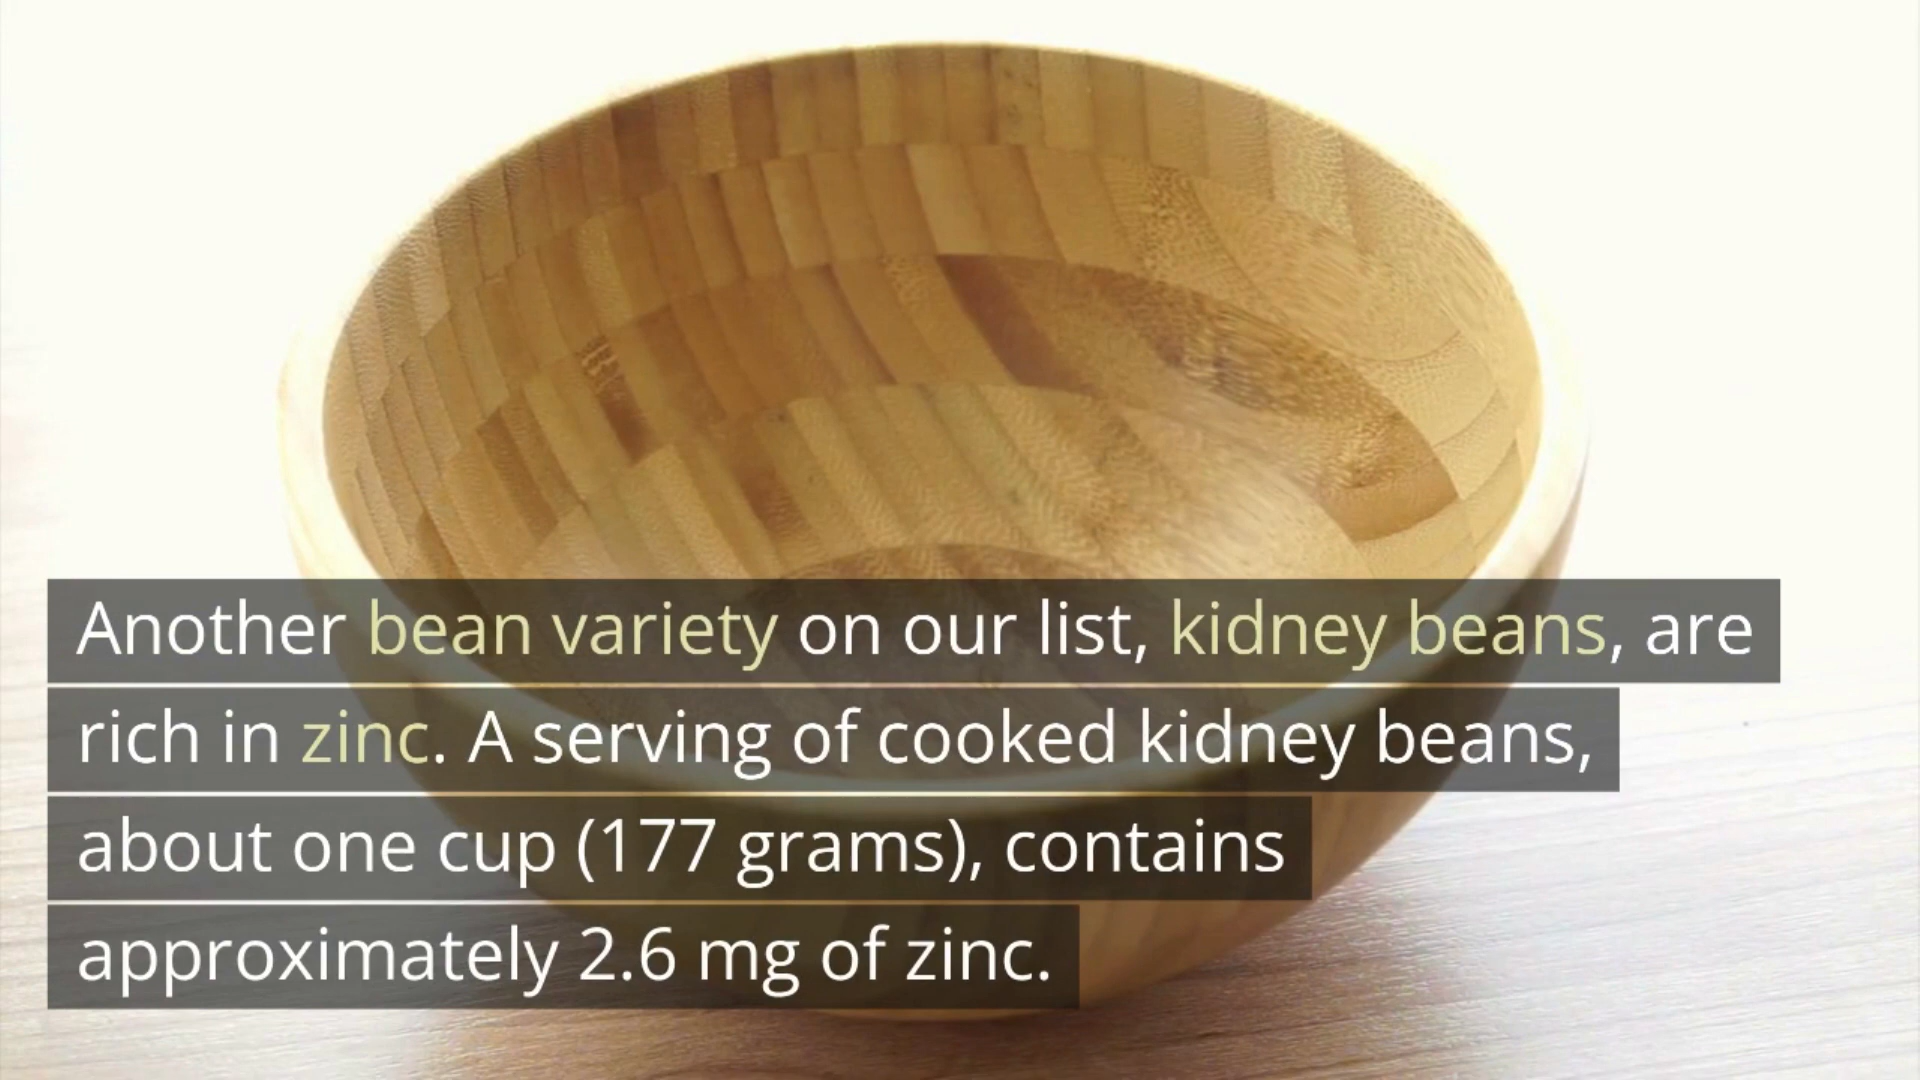 Another bean variety on our list, kidney beans, are
rich in zinc. A serving of cooked kidney beans,
about one cup (177 grams), contains
approximately 2.6 mg of zinc.